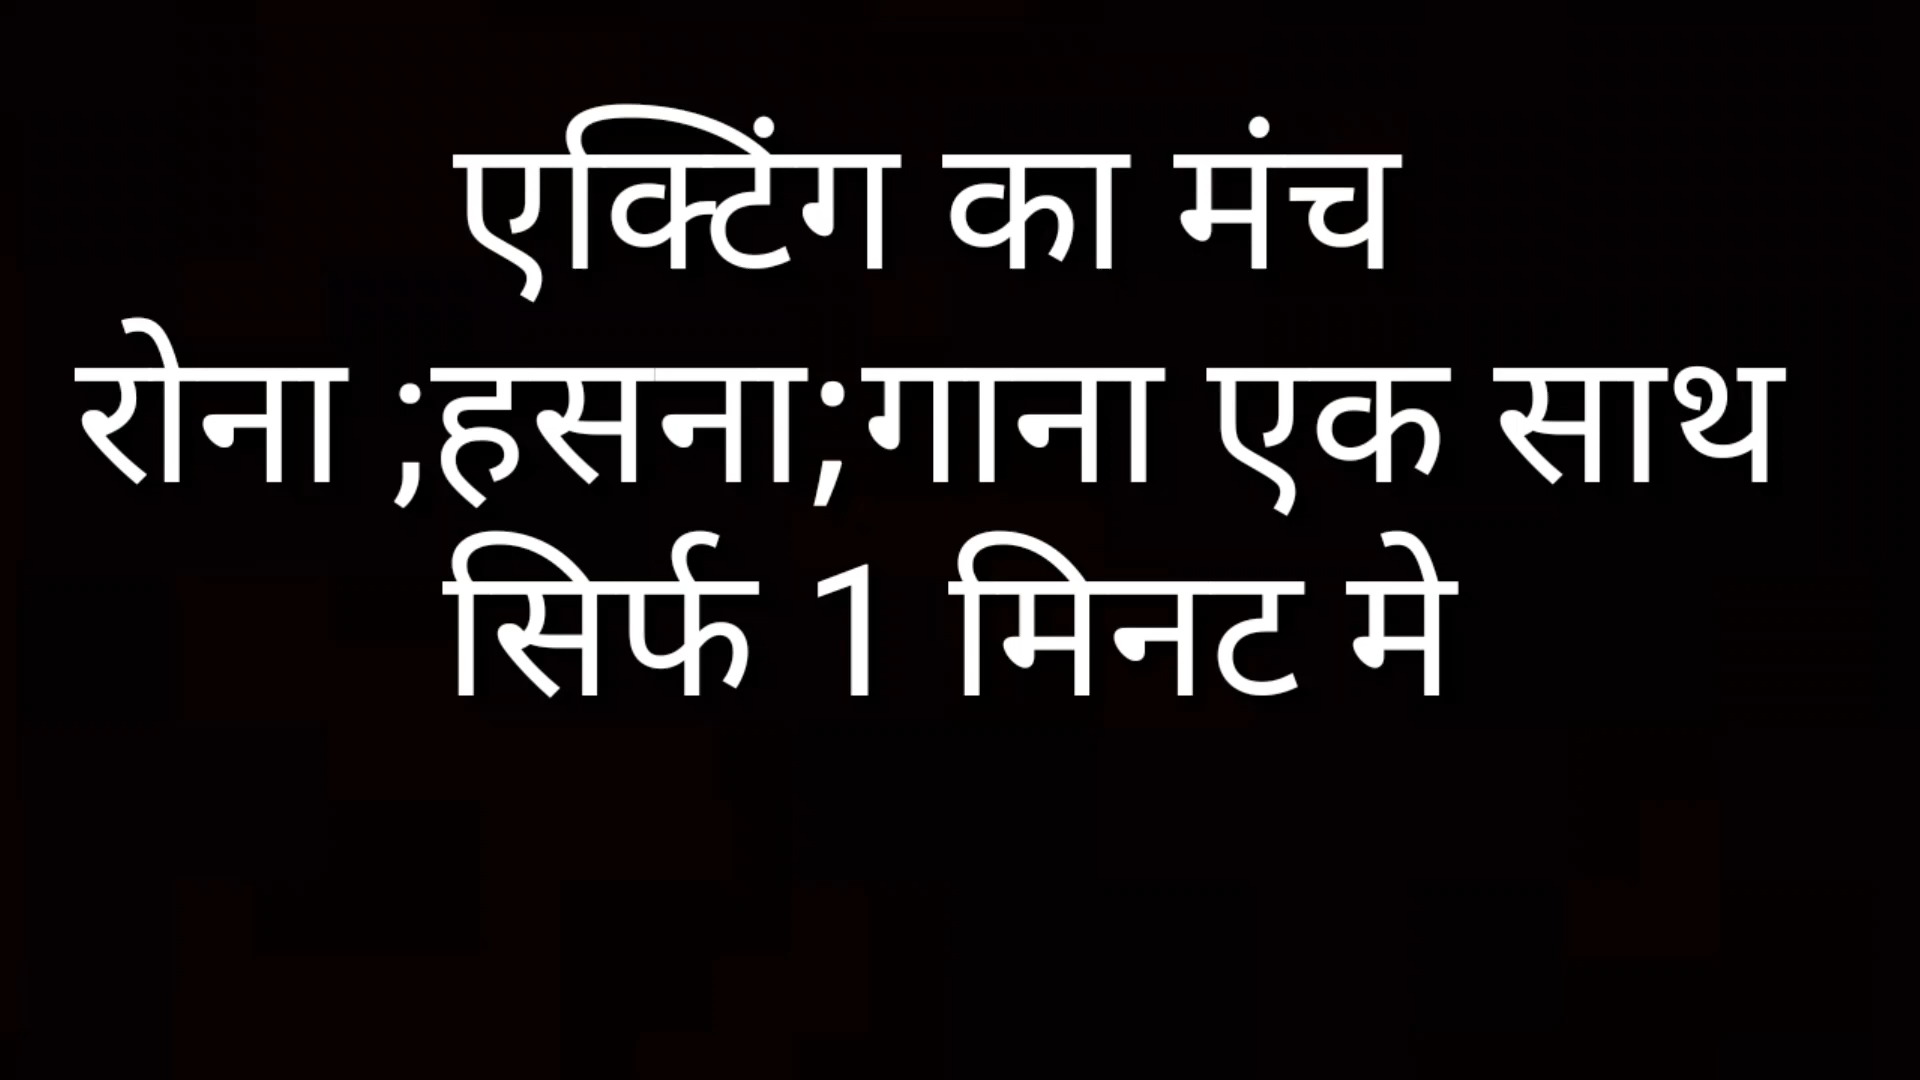 एक्टिंग का मंच
रोना ;हसना;गाना एक साथ
सिर्फ 1 मिनट मे